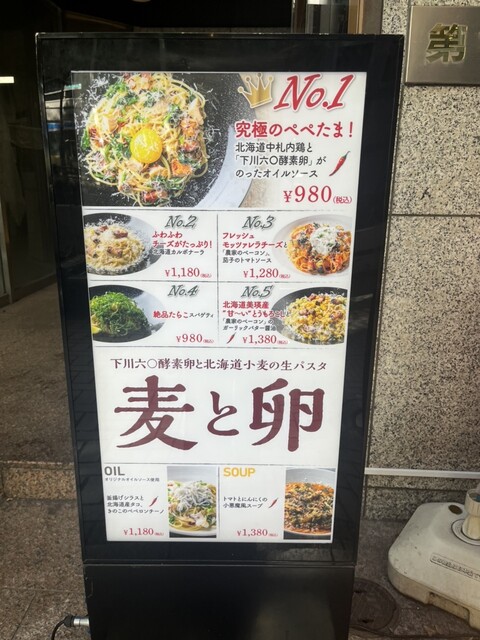 第
No.1
究極のぺぺたま!
北海道中札内鶏と
「下川六〇酵素卵」が
のったオイルソース
¥980(税込)
No.2
ふわふわ
チーズがたっぷり!
北海道カルボナーラ
¥1,180(税込)
No.3
フレッシュ
モッツァレラチーズと
「農家のベーコン」、
茄子のトマトソース
¥1,280(税込)
No.4
絶品たらこスパゲティ
¥980(税込)
No.5
北海道美瑛産
"甘〜い"とうもろこしと
「農家のベーコン」の
ガーリックバター醤油
¥1,380(税込)
下川六〇酵素卵と北海道小麦の生パスタ
麦と卵
OIL
オリジナルオイルソース使用
釜揚げシラスと
北海道産タコ、
きのこのペペロンチーノ
¥1,180(税込)
SOUP
トマトとにんにくの
小悪魔風スープ
¥1,380(税込)